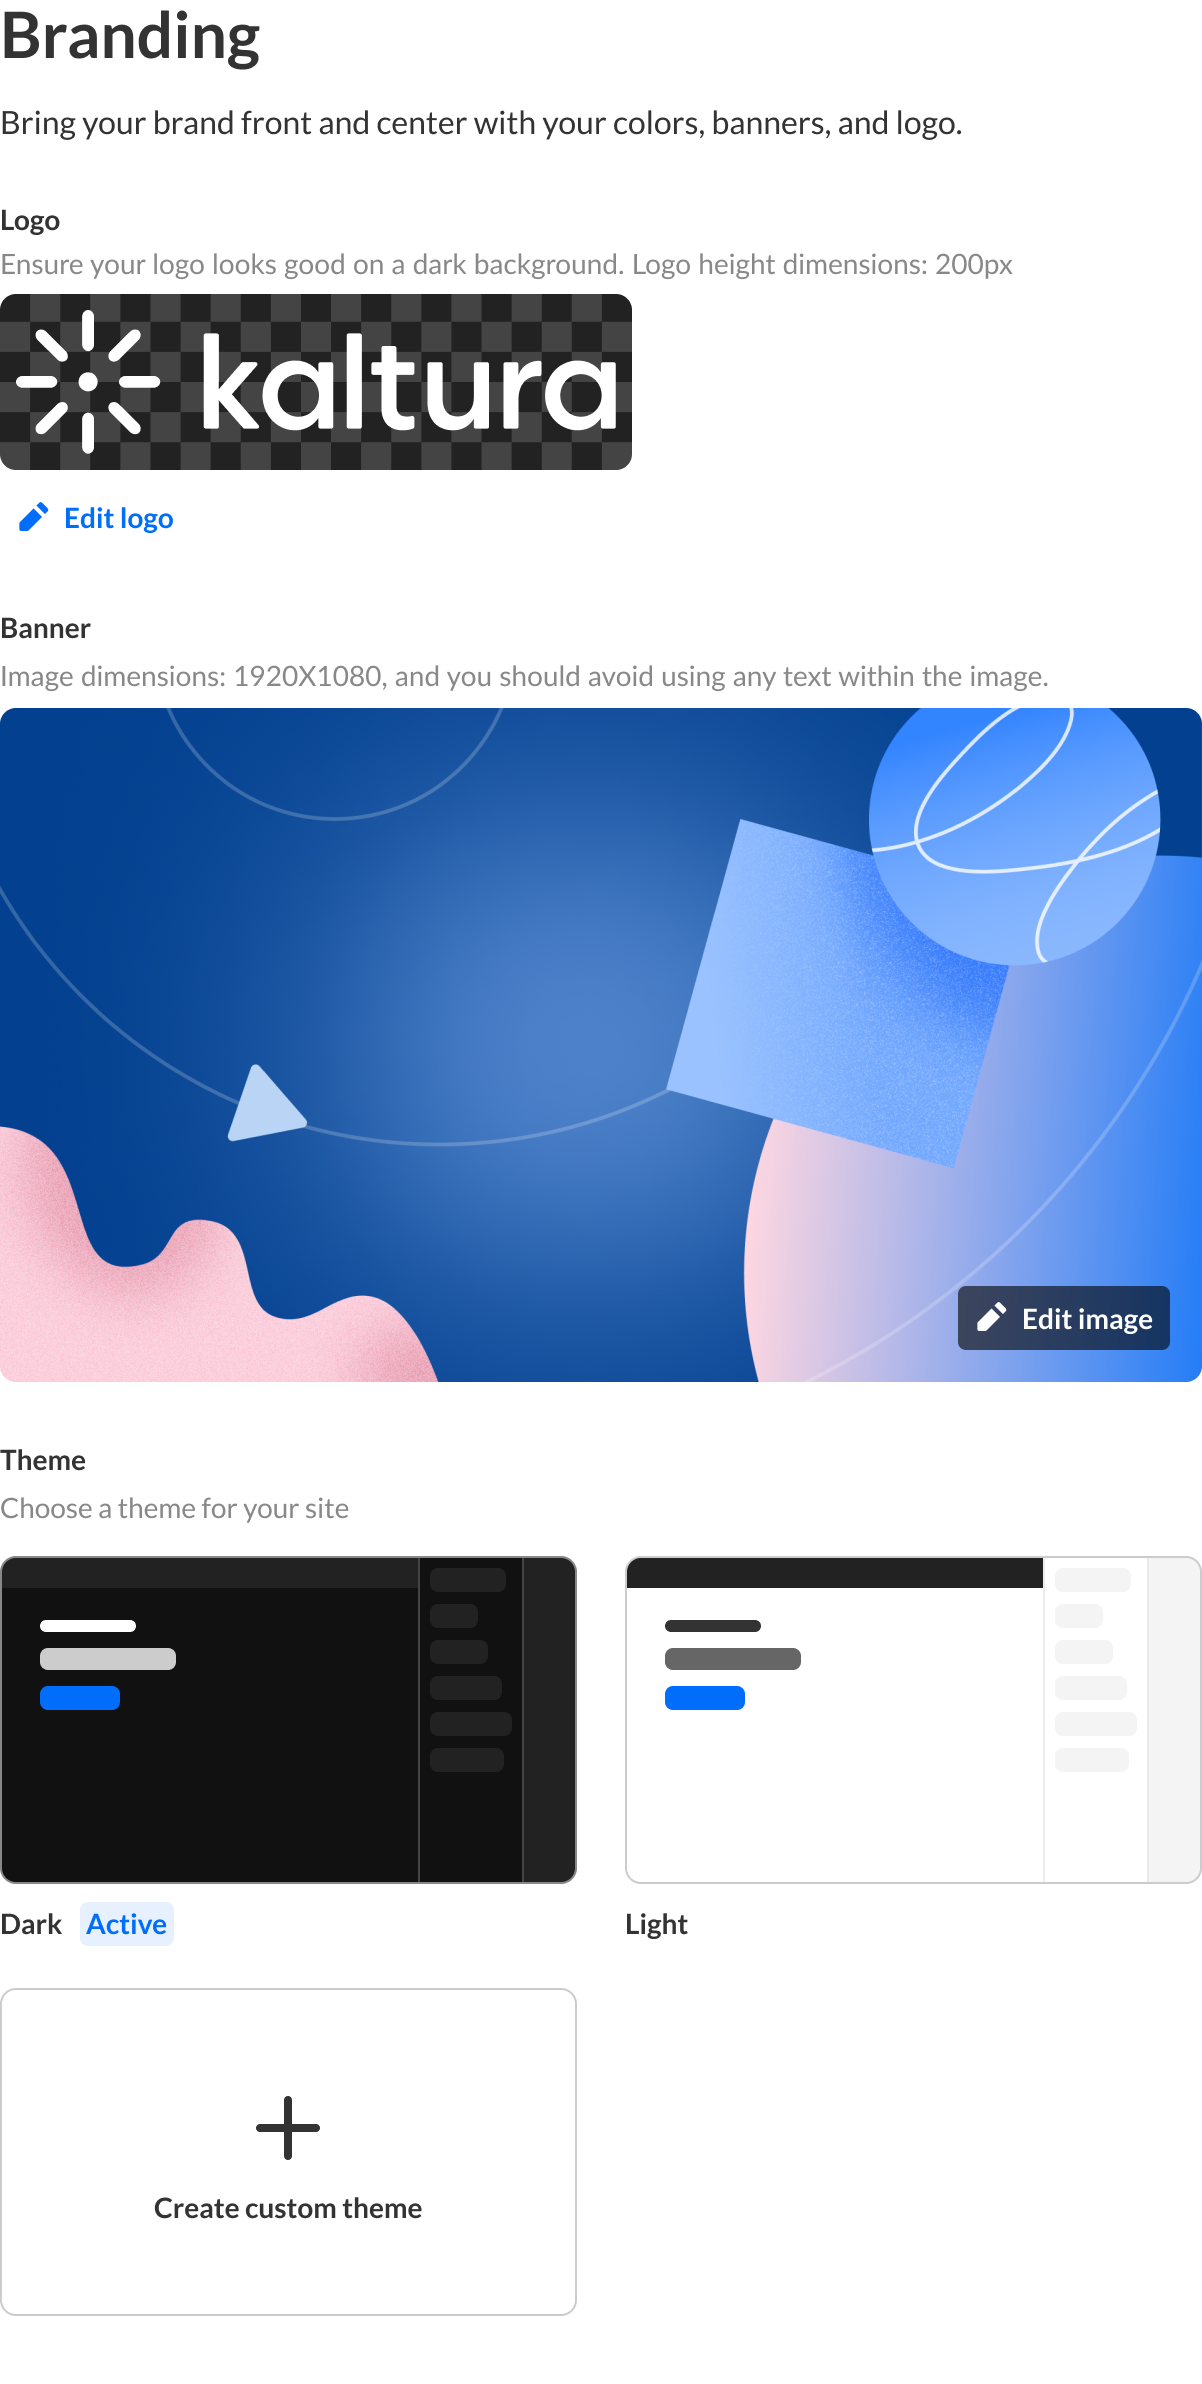 Branding
Bring your brand front and center with your colors, banners, and logo.
Logo
Ensure your logo looks good on a dark background. Logo height dimensions: 200px
kaltura
Edit logo
Banner
Image dimensions: 1920X1080, and you should avoid using any text within the image.
Edit image
Theme
Choose a theme for your site
Dark Active
Light
Create custom theme